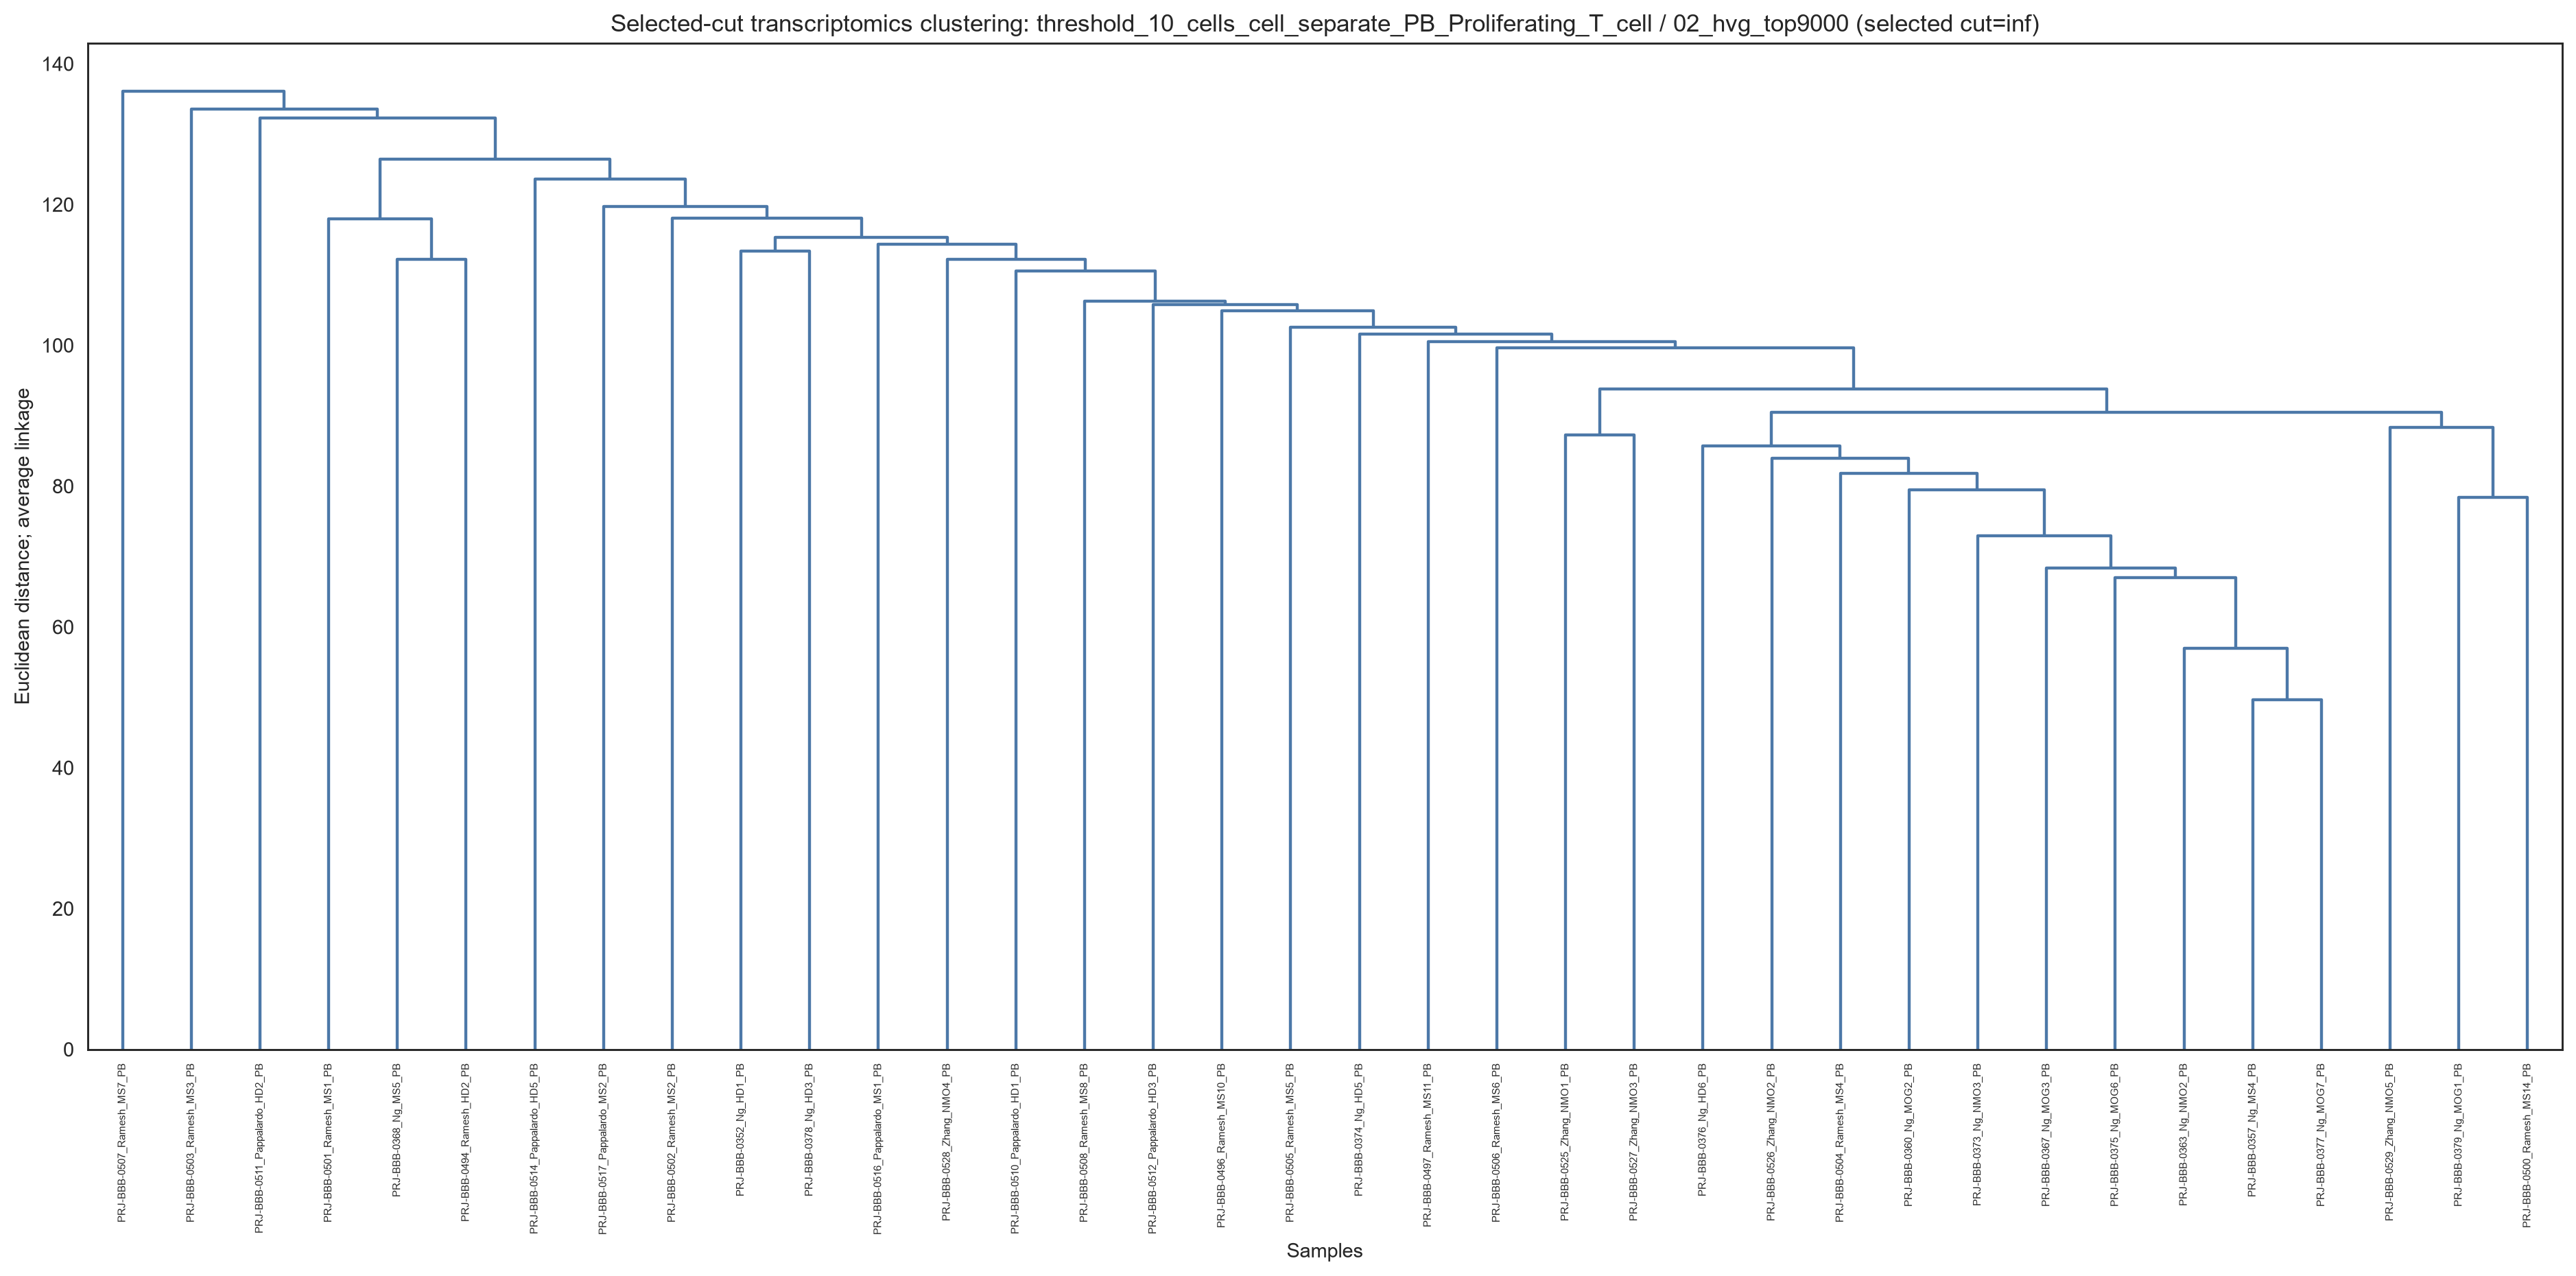 Selected-cut transcriptomics clustering: threshold_10_cells_cell_separate_PB_Proliferating_T_cell / 02_hvg_top9000 (selected cut=inf)
Euclidean distance; average linkage
140
120
100
80
60
40
20
0
PRJ-BBB-0507_Ramesh_MS7_PB
PRJ-BBB-0503_Ramesh_MS3_PB
PRJ-BBB-0511_Pappalardo_HD2_PB
PRJ-BBB-0501_Ramesh_MS1_PB
PRJ-BBB-0368_Ng_MS5_PB
PRJ-BBB-0494_Ramesh_HD2_PB
PRJ-BBB-0514_Pappalardo_HD5_PB
PRJ-BBB-0517_Pappalardo_MS2_PB
PRJ-BBB-0502_Ramesh_MS2_PB
PRJ-BBB-0352_Ng_HD1_PB
PRJ-BBB-0378_Ng_HD3_PB
PRJ-BBB-0516_Pappalardo_MS1_PB
PRJ-BBB-0528_Zhang_NMO4_PB
PRJ-BBB-0510_Pappalardo_HD1_PB
PRJ-BBB-0508_Ramesh_MS8_PB
PRJ-BBB-0512_Pappalardo_HD3_PB
PRJ-BBB-0496_Ramesh_MS10_PB
PRJ-BBB-0505_Ramesh_MS5_PB
PRJ-BBB-0374_Ng_HD5_PB
PRJ-BBB-0497_Ramesh_MS11_PB
PRJ-BBB-0506_Ramesh_MS6_PB
PRJ-BBB-0525_Zhang_NMO1_PB
PRJ-BBB-0527_Zhang_NMO3_PB
PRJ-BBB-0376_Ng_HD6_PB
PRJ-BBB-0526_Zhang_NMO2_PB
PRJ-BBB-0504_Ramesh_MS4_PB
PRJ-BBB-0360_Ng_MOG2_PB
PRJ-BBB-0373_Ng_NMO3_PB
PRJ-BBB-0367_Ng_MOG3_PB
PRJ-BBB-0375_Ng_MOG6_PB
PRJ-BBB-0363_Ng_NMO2_PB
PRJ-BBB-0357_Ng_MS4_PB
PRJ-BBB-0377_Ng_MOG7_PB
PRJ-BBB-0529_Zhang_NMO5_PB
PRJ-BBB-0379_Ng_MOG1_PB
PRJ-BBB-0500_Ramesh_MS14_PB
Samples